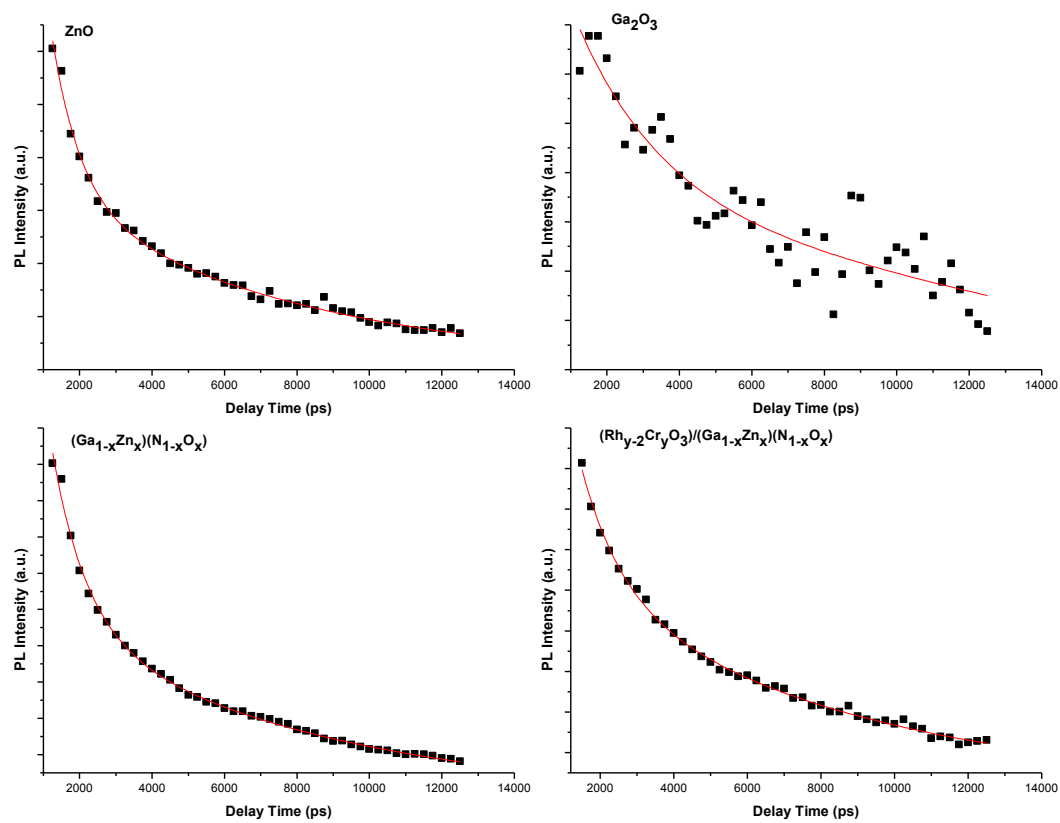 ZnO
PL Intensity (a.u.)
2000 4000 6000 8000 10000 12000 14000
Delay Time (ps)
Ga2O3
PL Intensity (a.u.)
2000 4000 6000 8000 10000 12000 14000
Delay Time (ps)
(Ga1-xZnx)(N1-xOx)
PL Intensity (a.u.)
2000 4000 6000 8000 10000 12000 14000
Delay Time (ps)
(Rhy-2CryO3)/(Ga1-xZnx)(N1-xOx)
PL Intensity (a.u.)
2000 4000 6000 8000 10000 12000 14000
Delay Time (ps)